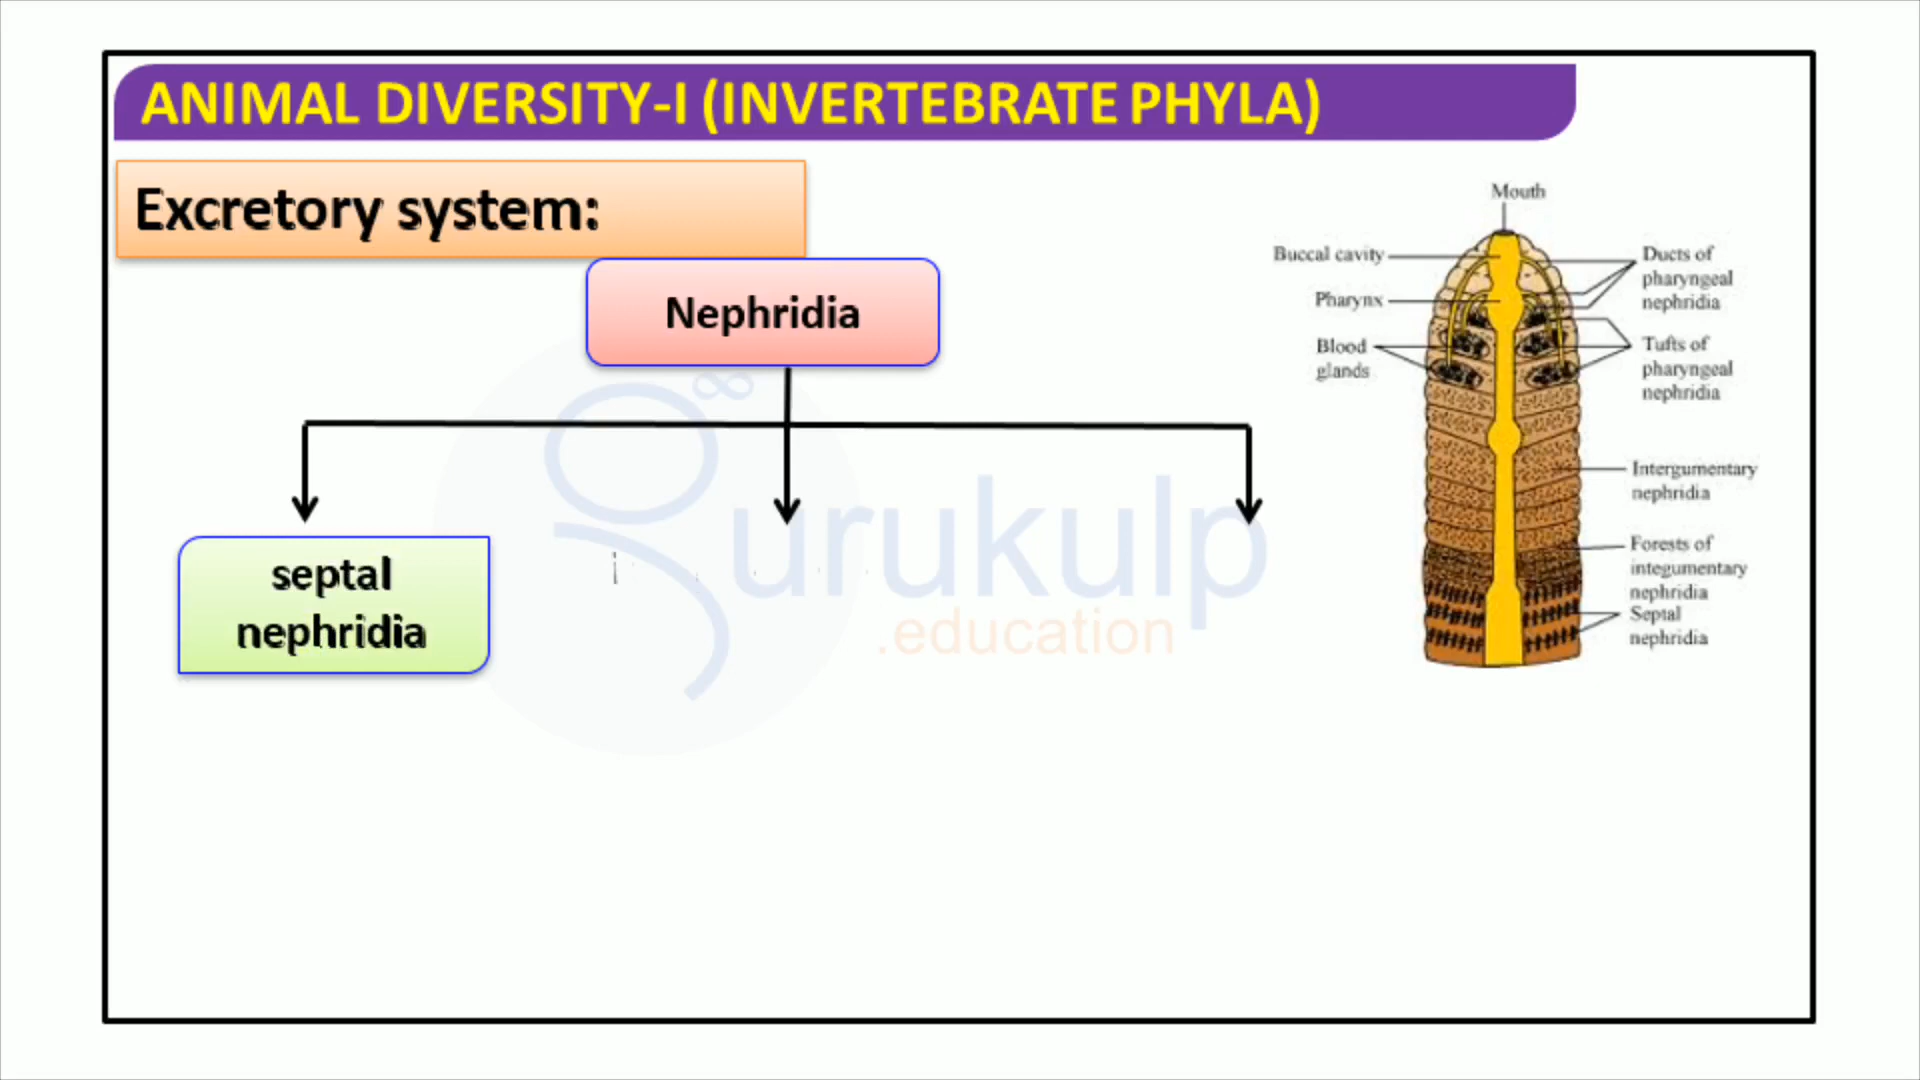 ANIMAL DIVERSITY-I (INVERTEBRATE PHYLA)
Excretory system:
Nephridia
septal
nephridia
Mouth
Buccal cavity
Pharynx
Blood
glands
Ducts of
pharyngeal
nephridia
Tufts of
pharyngeal
nephridia
Intergumentary
nephridia
Forests of
integumentary
nephridia
Septal
nephridia
gurukulp
.education